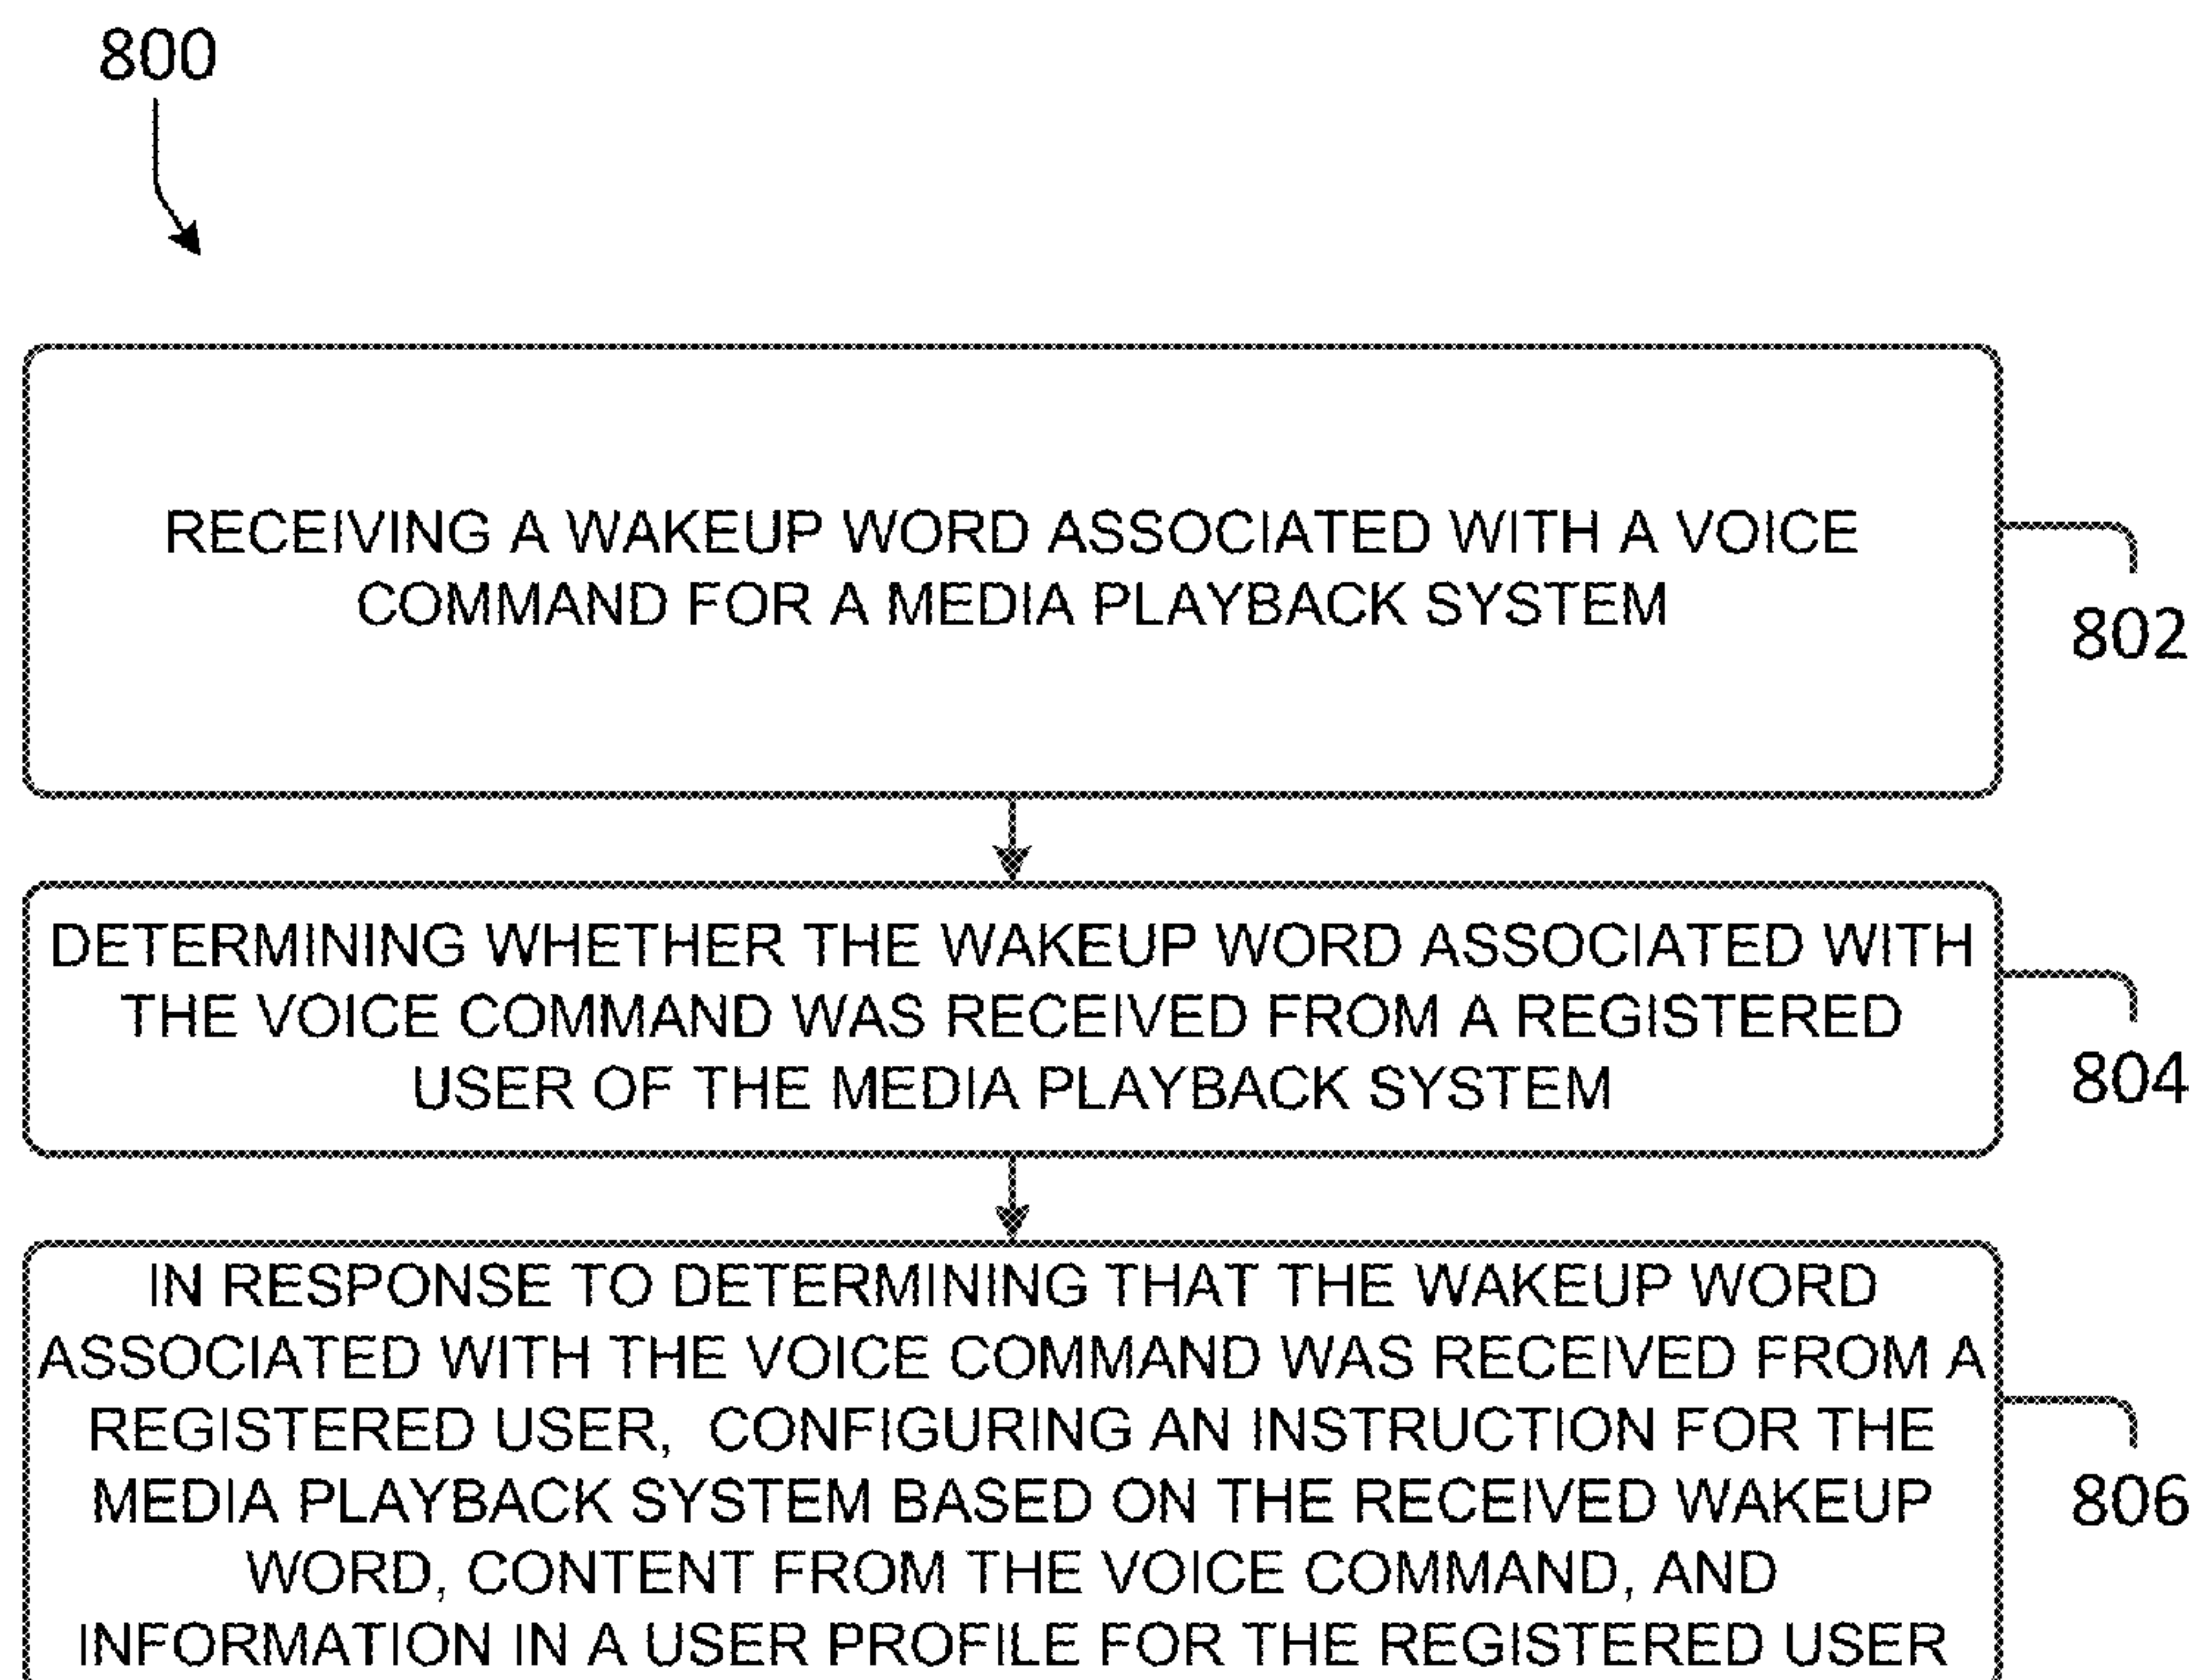 800
RECEIVING A WAKEUP WORD ASSOCIATED WITH A VOICE
COMMAND FOR A MEDIA PLAYBACK SYSTEM
802
DETERMINING WHETHER THE WAKEUP WORD ASSOCIATED WITH
THE VOICE COMMAND WAS RECEIVED FROM A REGISTERED
USER OF THE MEDIA PLAYBACK SYSTEM
804
IN RESPONSE TO DETERMINING THAT THE WAKEUP WORD
ASSOCIATED WITH THE VOICE COMMAND WAS RECEIVED FROM A
REGISTERED USER, CONFIGURING AN INSTRUCTION FOR THE
MEDIA PLAYBACK SYSTEM BASED ON THE RECEIVED WAKEUP
WORD, CONTENT FROM THE VOICE COMMAND, AND
INFORMATION IN A USER PROFILE FOR THE REGISTERED USER
806